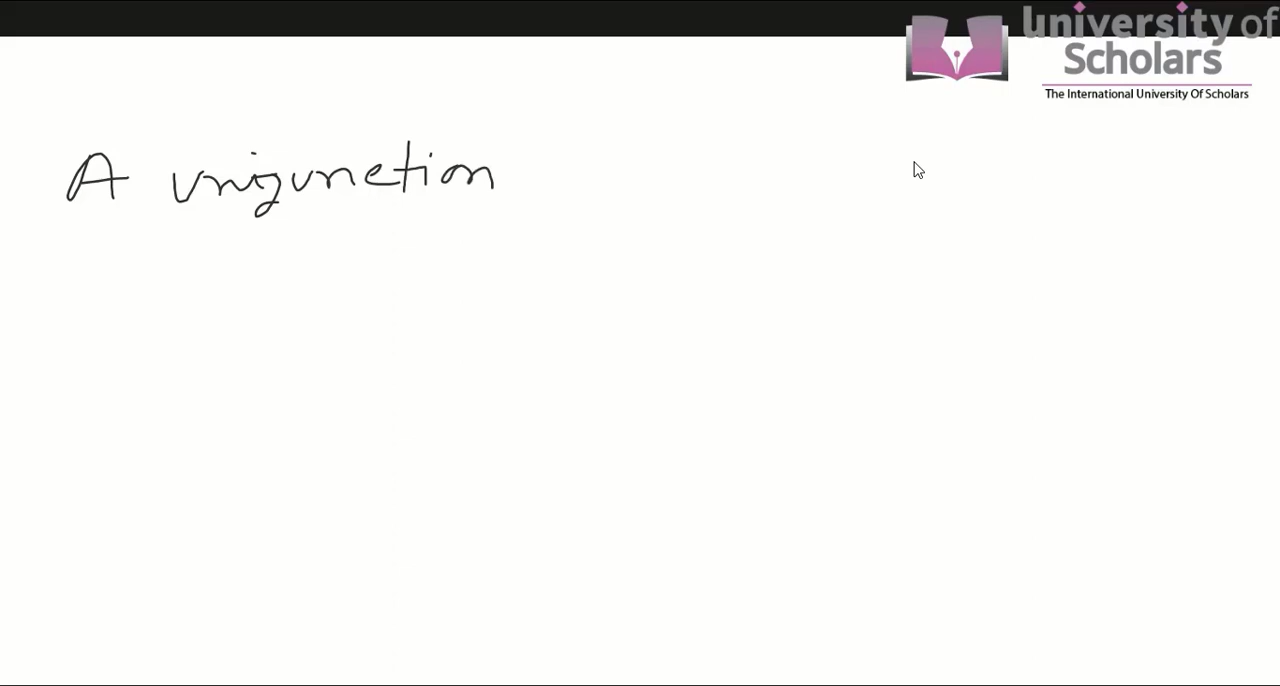 University of
Scholars
The International University Of Scholars
A unijunction